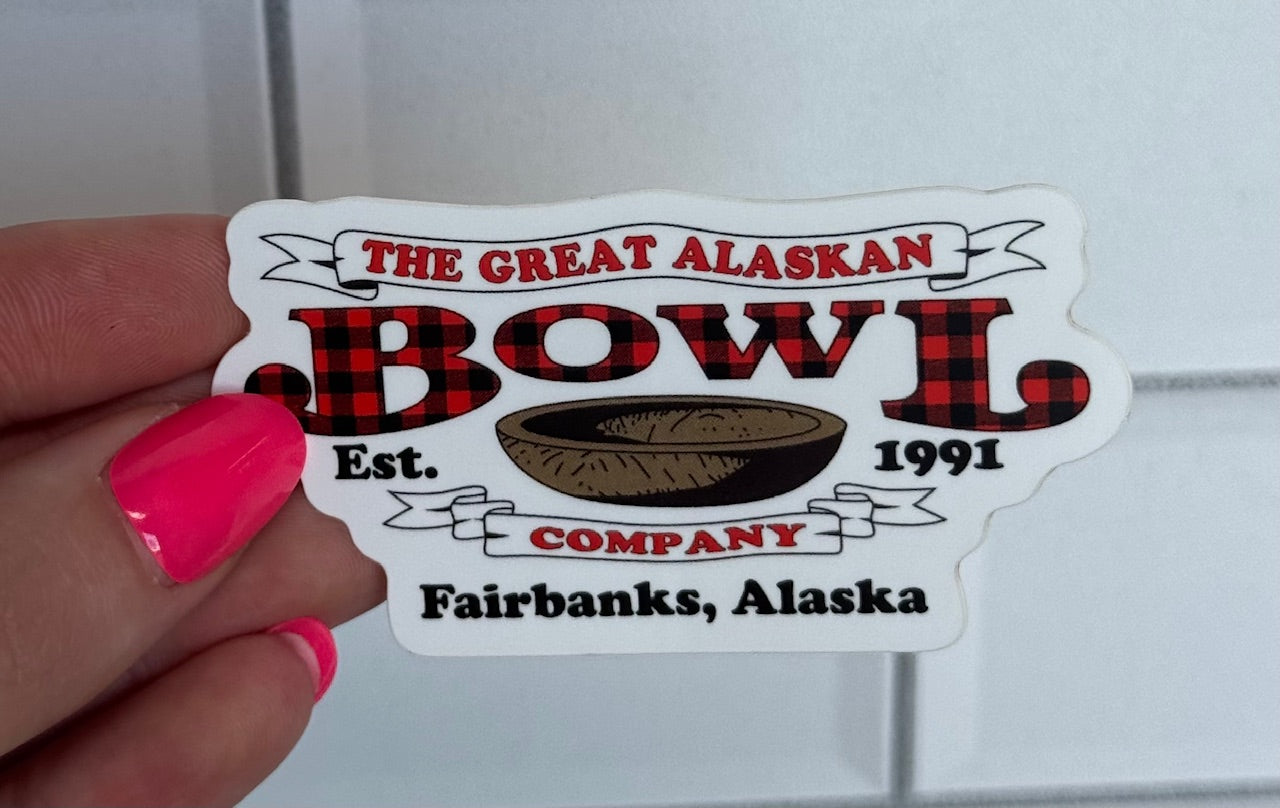 THE GREAT ALASKAN
BOWL
Est. 1991
COMPANY
Fairbanks, Alaska